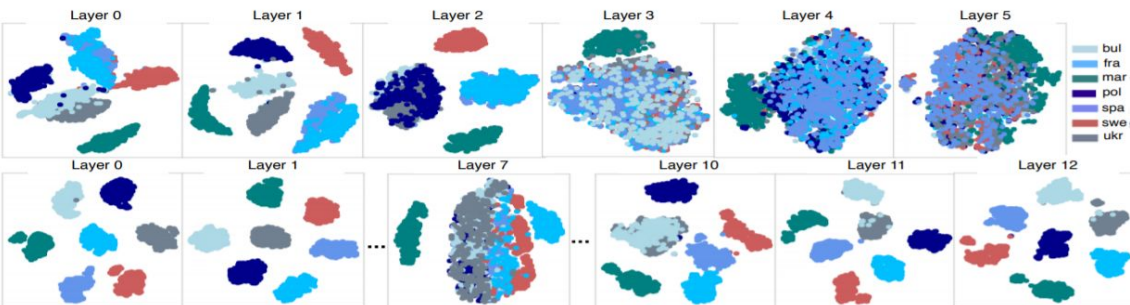 Layer 0 Layer 1 Layer 2 Layer 3 Layer 4 Layer 5
bul
fra
mar
pol
spa
swe
ukr
Layer 0 Layer 1 Layer 7 Layer 10 Layer 11 Layer 12
... ...